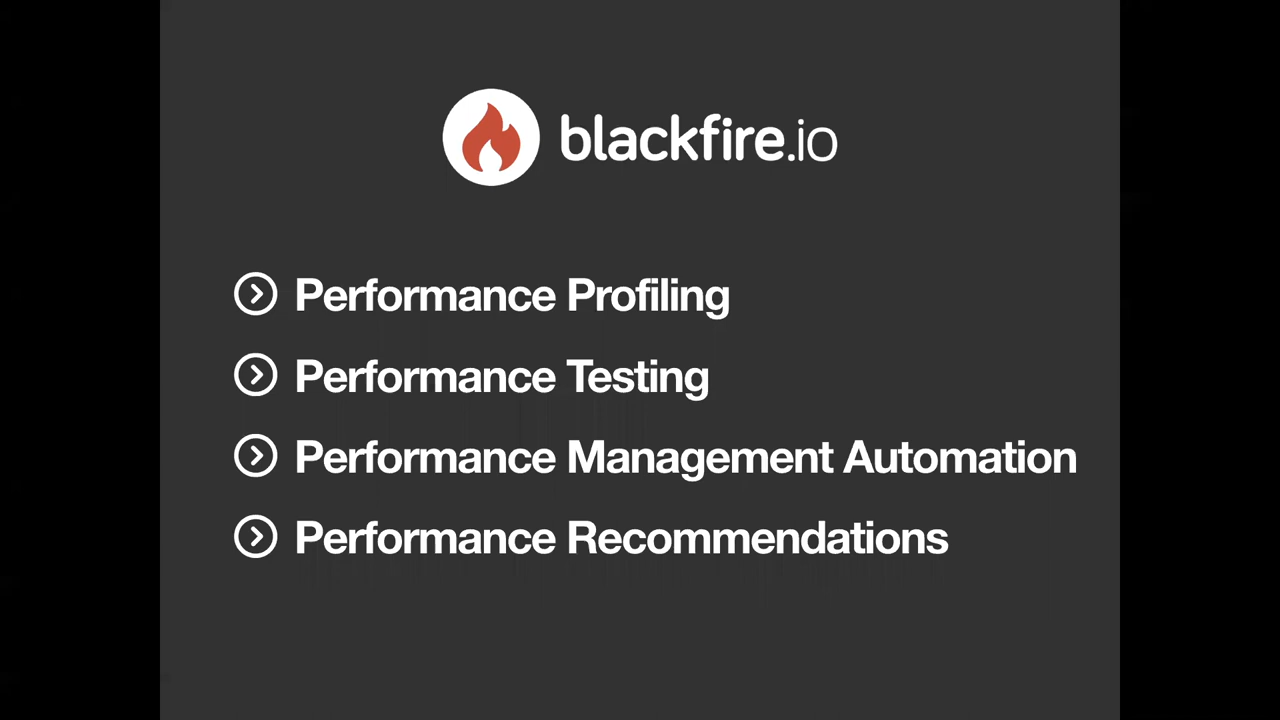 blackfire.io
Performance Profiling
Performance Testing
Performance Management Automation
Performance Recommendations